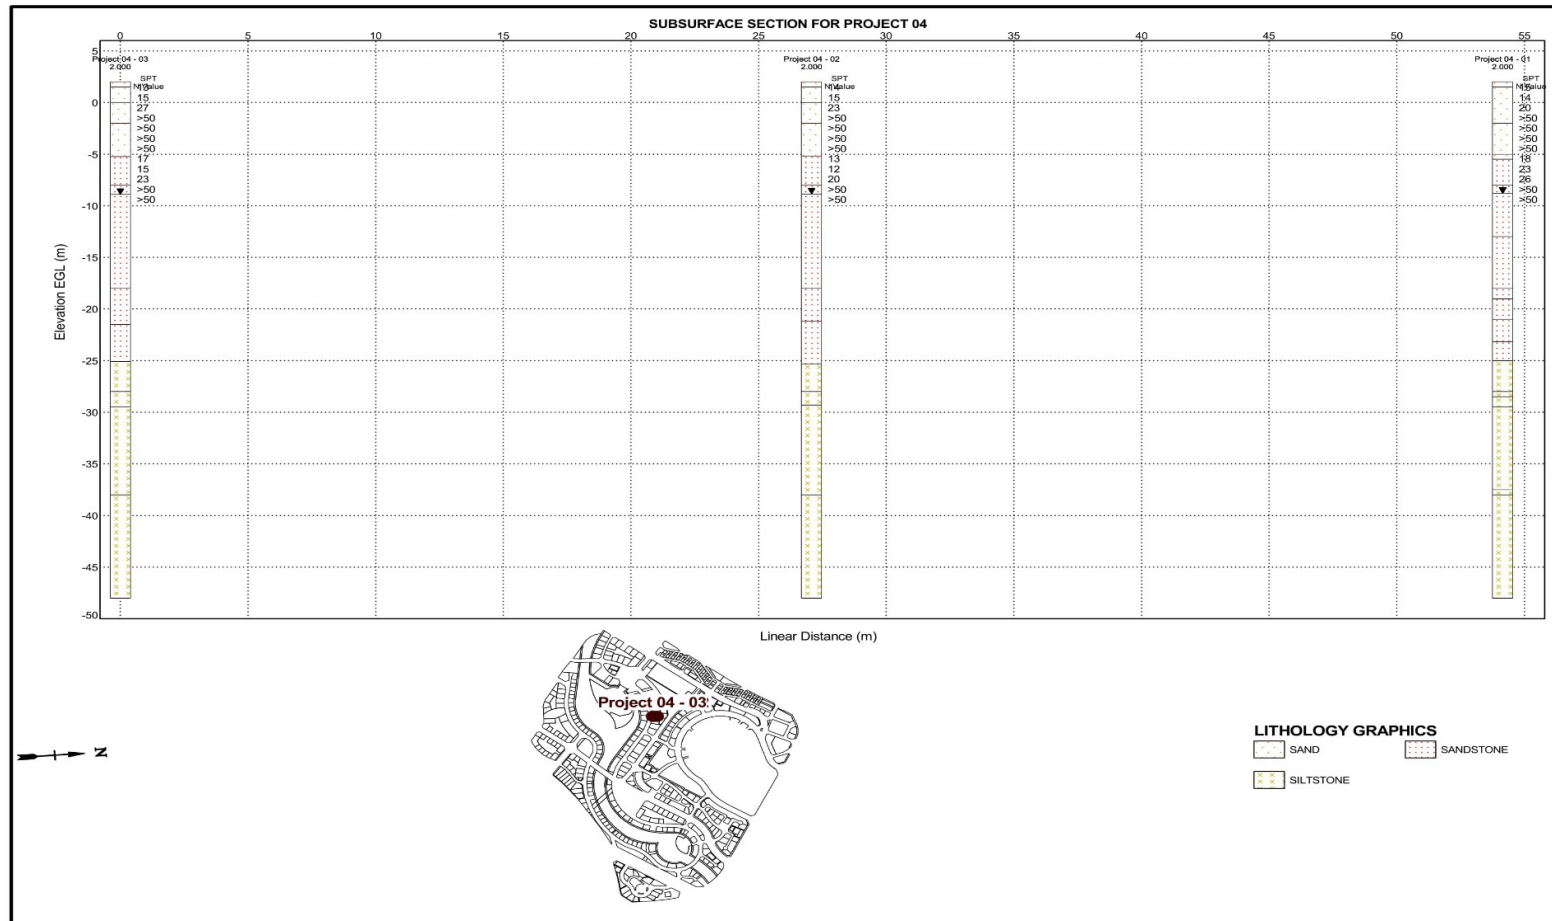 SUBSURFACE SECTION FOR PROJECT 04
0 5 10 15 20 25 30 35 40 45 50 55
Project 04 - 03
2.000
SPT
N Value
15
27
>50
>50
>50
>50
17
15
23
>50
>50
Project 04 - 02
2.000
SPT
N Value
14
15
23
>50
>50
>50
>50
13
12
20
>50
>50
Project 04 - 01
2.000
SPT
N Value
14
20
>50
>50
>50
>50
18
23
26
>50
>50
5
0
-5
-10
-15
-20
-25
-30
-35
-40
-45
-50
Elevation EGL (m)
Linear Distance (m)
Project 04 - 03
N
LITHOLOGY GRAPHICS
SAND
SANDSTONE
SILTSTONE